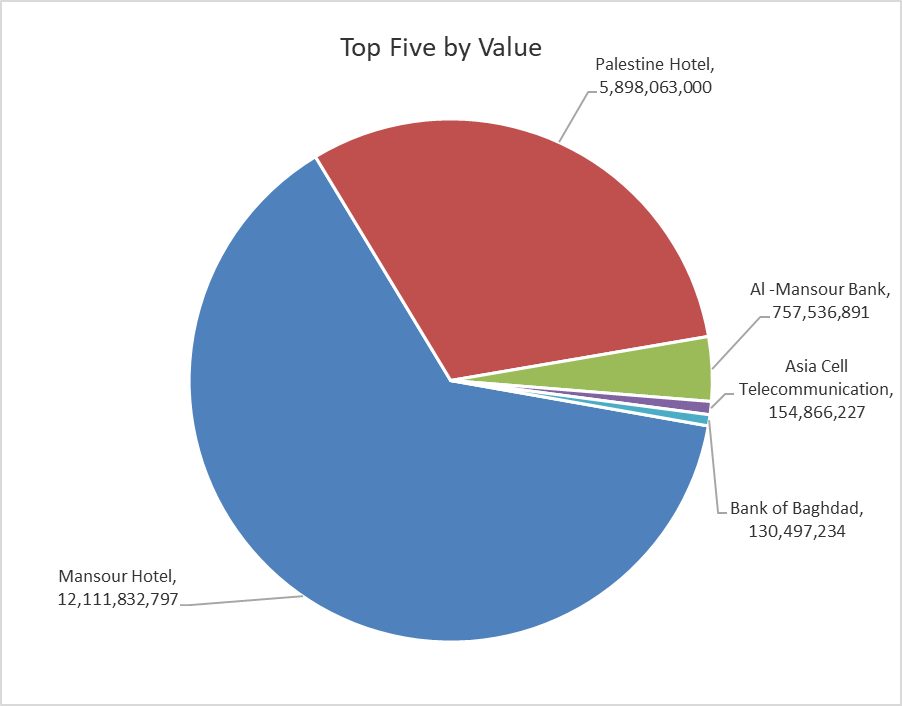 Top Five by Value
Palestine Hotel,
5,898,063,000
Al -Mansour Bank,
757,536,891
Asia Cell
Telecommunication,
154,866,227
Bank of Baghdad,
130,497,234
Mansour Hotel,
12,111,832,797